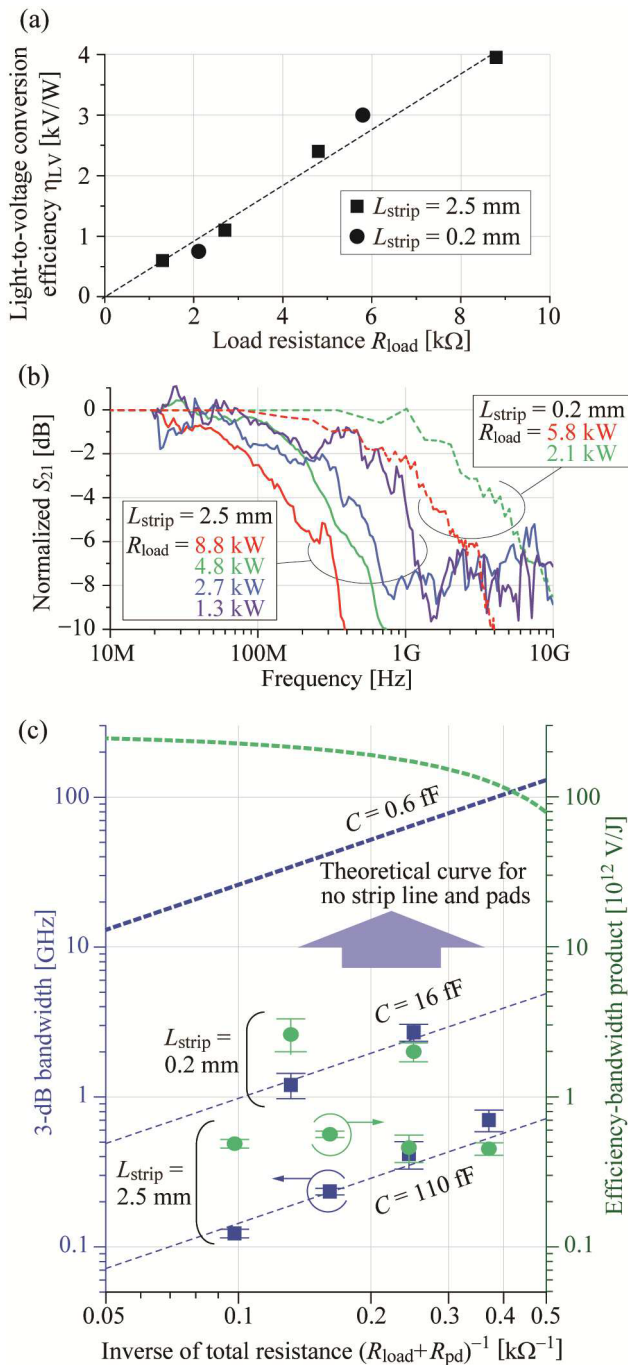 (a)
Light-to-voltage conversion
efficiency ηLV [kV/W]
4
3
2
1
0
0
2
4
6
8
10
Lstrip = 2.5 mm
Lstrip = 0.2 mm
Load resistance Rload [kΩ]
(b)
Normalized S21 [dB]
0
−2
−4
−6
−8
−10
Lstrip = 0.2 mm
Rload = 5.8 kW
2.1 kW
Lstrip = 2.5 mm
Rload = 8.8 kW
4.8 kW
2.7 kW
1.3 kW
10M
100M
1G
10G
Frequency [Hz]
(c)
3-dB bandwidth [GHz]
100
10
1
0.1
C = 0.6 fF
Theoretical curve for
no strip line and pads
C = 16 fF
Lstrip =
0.2 mm
Lstrip =
2.5 mm
C = 110 fF
100
10
1
0.1
Efficiency-bandwidth product [10¹² V/J]
0.05
0.1
0.2
0.3
0.4
0.5
Inverse of total resistance (Rload+Rpd)⁻¹ [kΩ⁻¹]